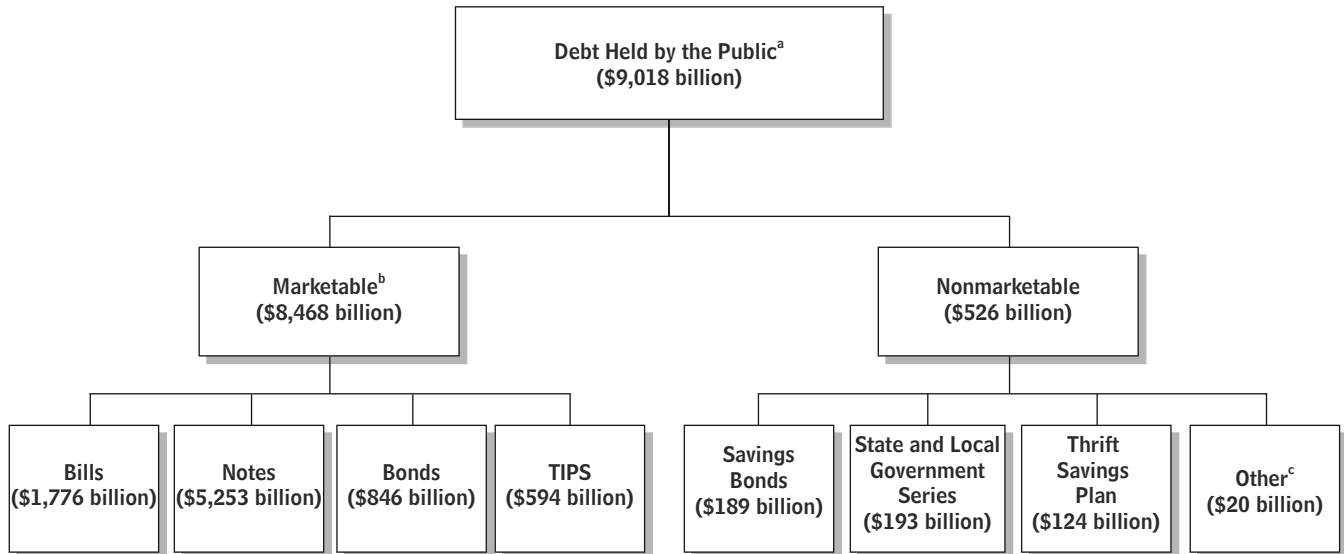 Debt Held by the Public^a
($9,018 billion)
Marketable^b
($8,468 billion)
Nonmarketable
($526 billion)
Bills
($1,776 billion)
Notes
($5,253 billion)
Bonds
($846 billion)
TIPS
($594 billion)
Savings
Bonds
($189 billion)
State and Local
Government
Series
($193 billion)
Thrift
Savings
Plan
($124 billion)
Other^c
($20 billion)